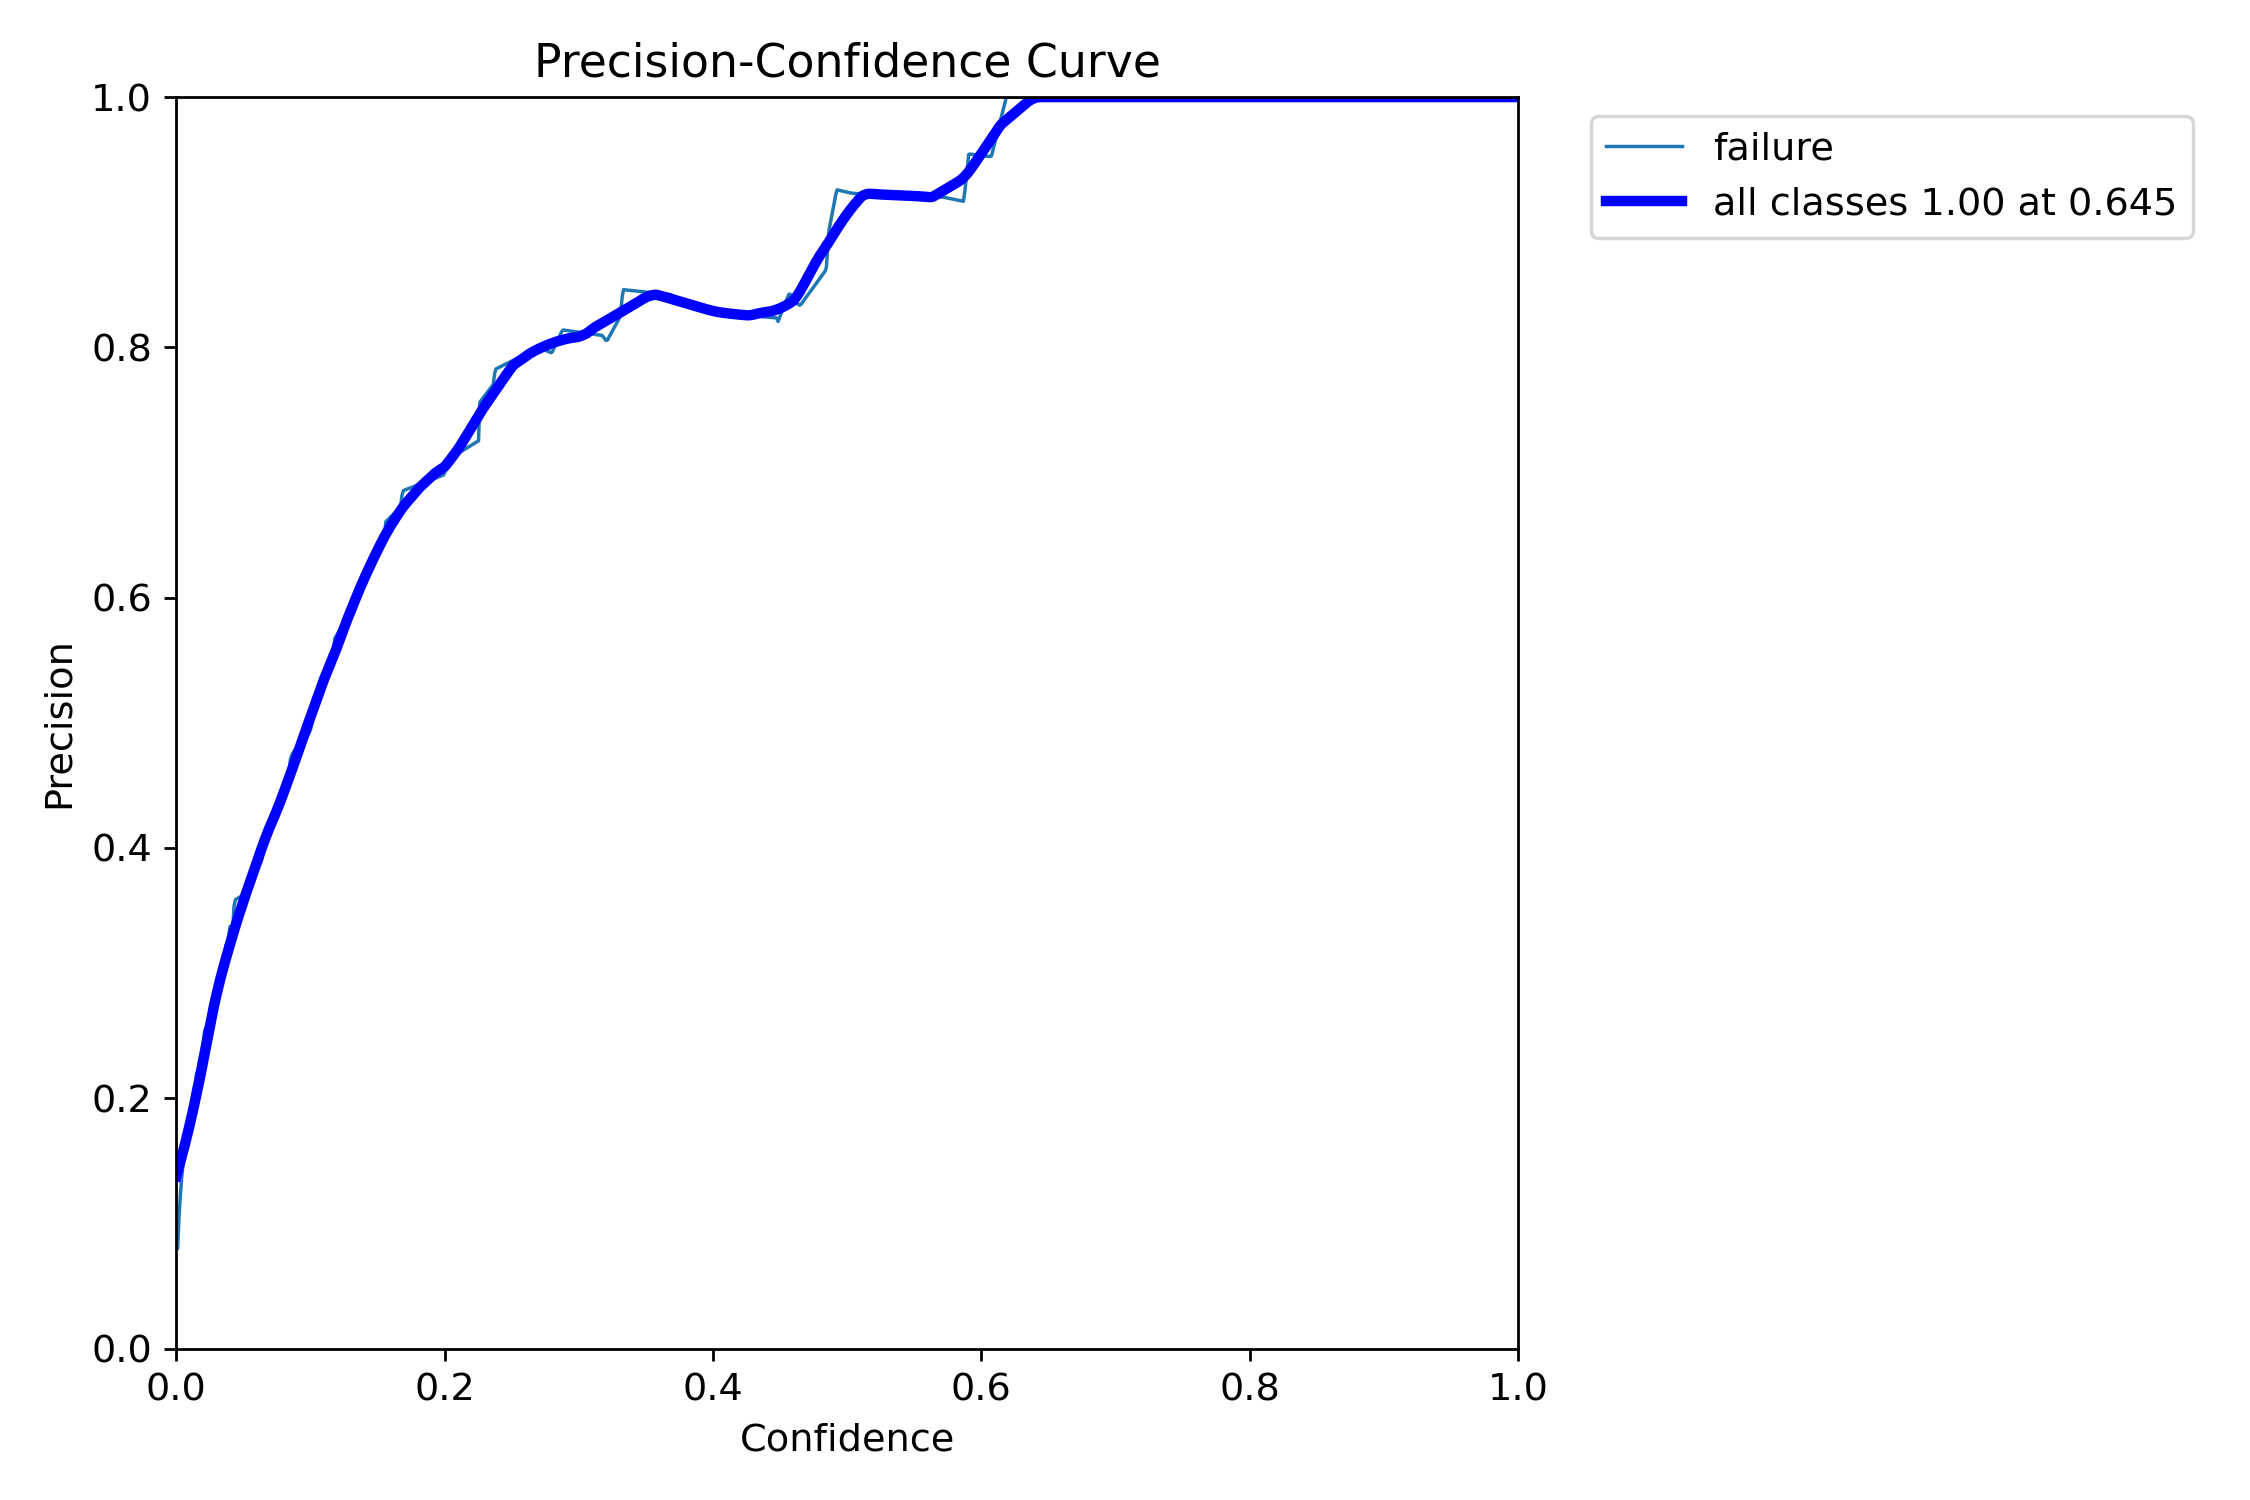 Precision-Confidence Curve
1.0
0.8
0.6
0.4
0.2
0.0
Precision
0.0 0.2 0.4 0.6 0.8 1.0
Confidence
failure
all classes 1.00 at 0.645